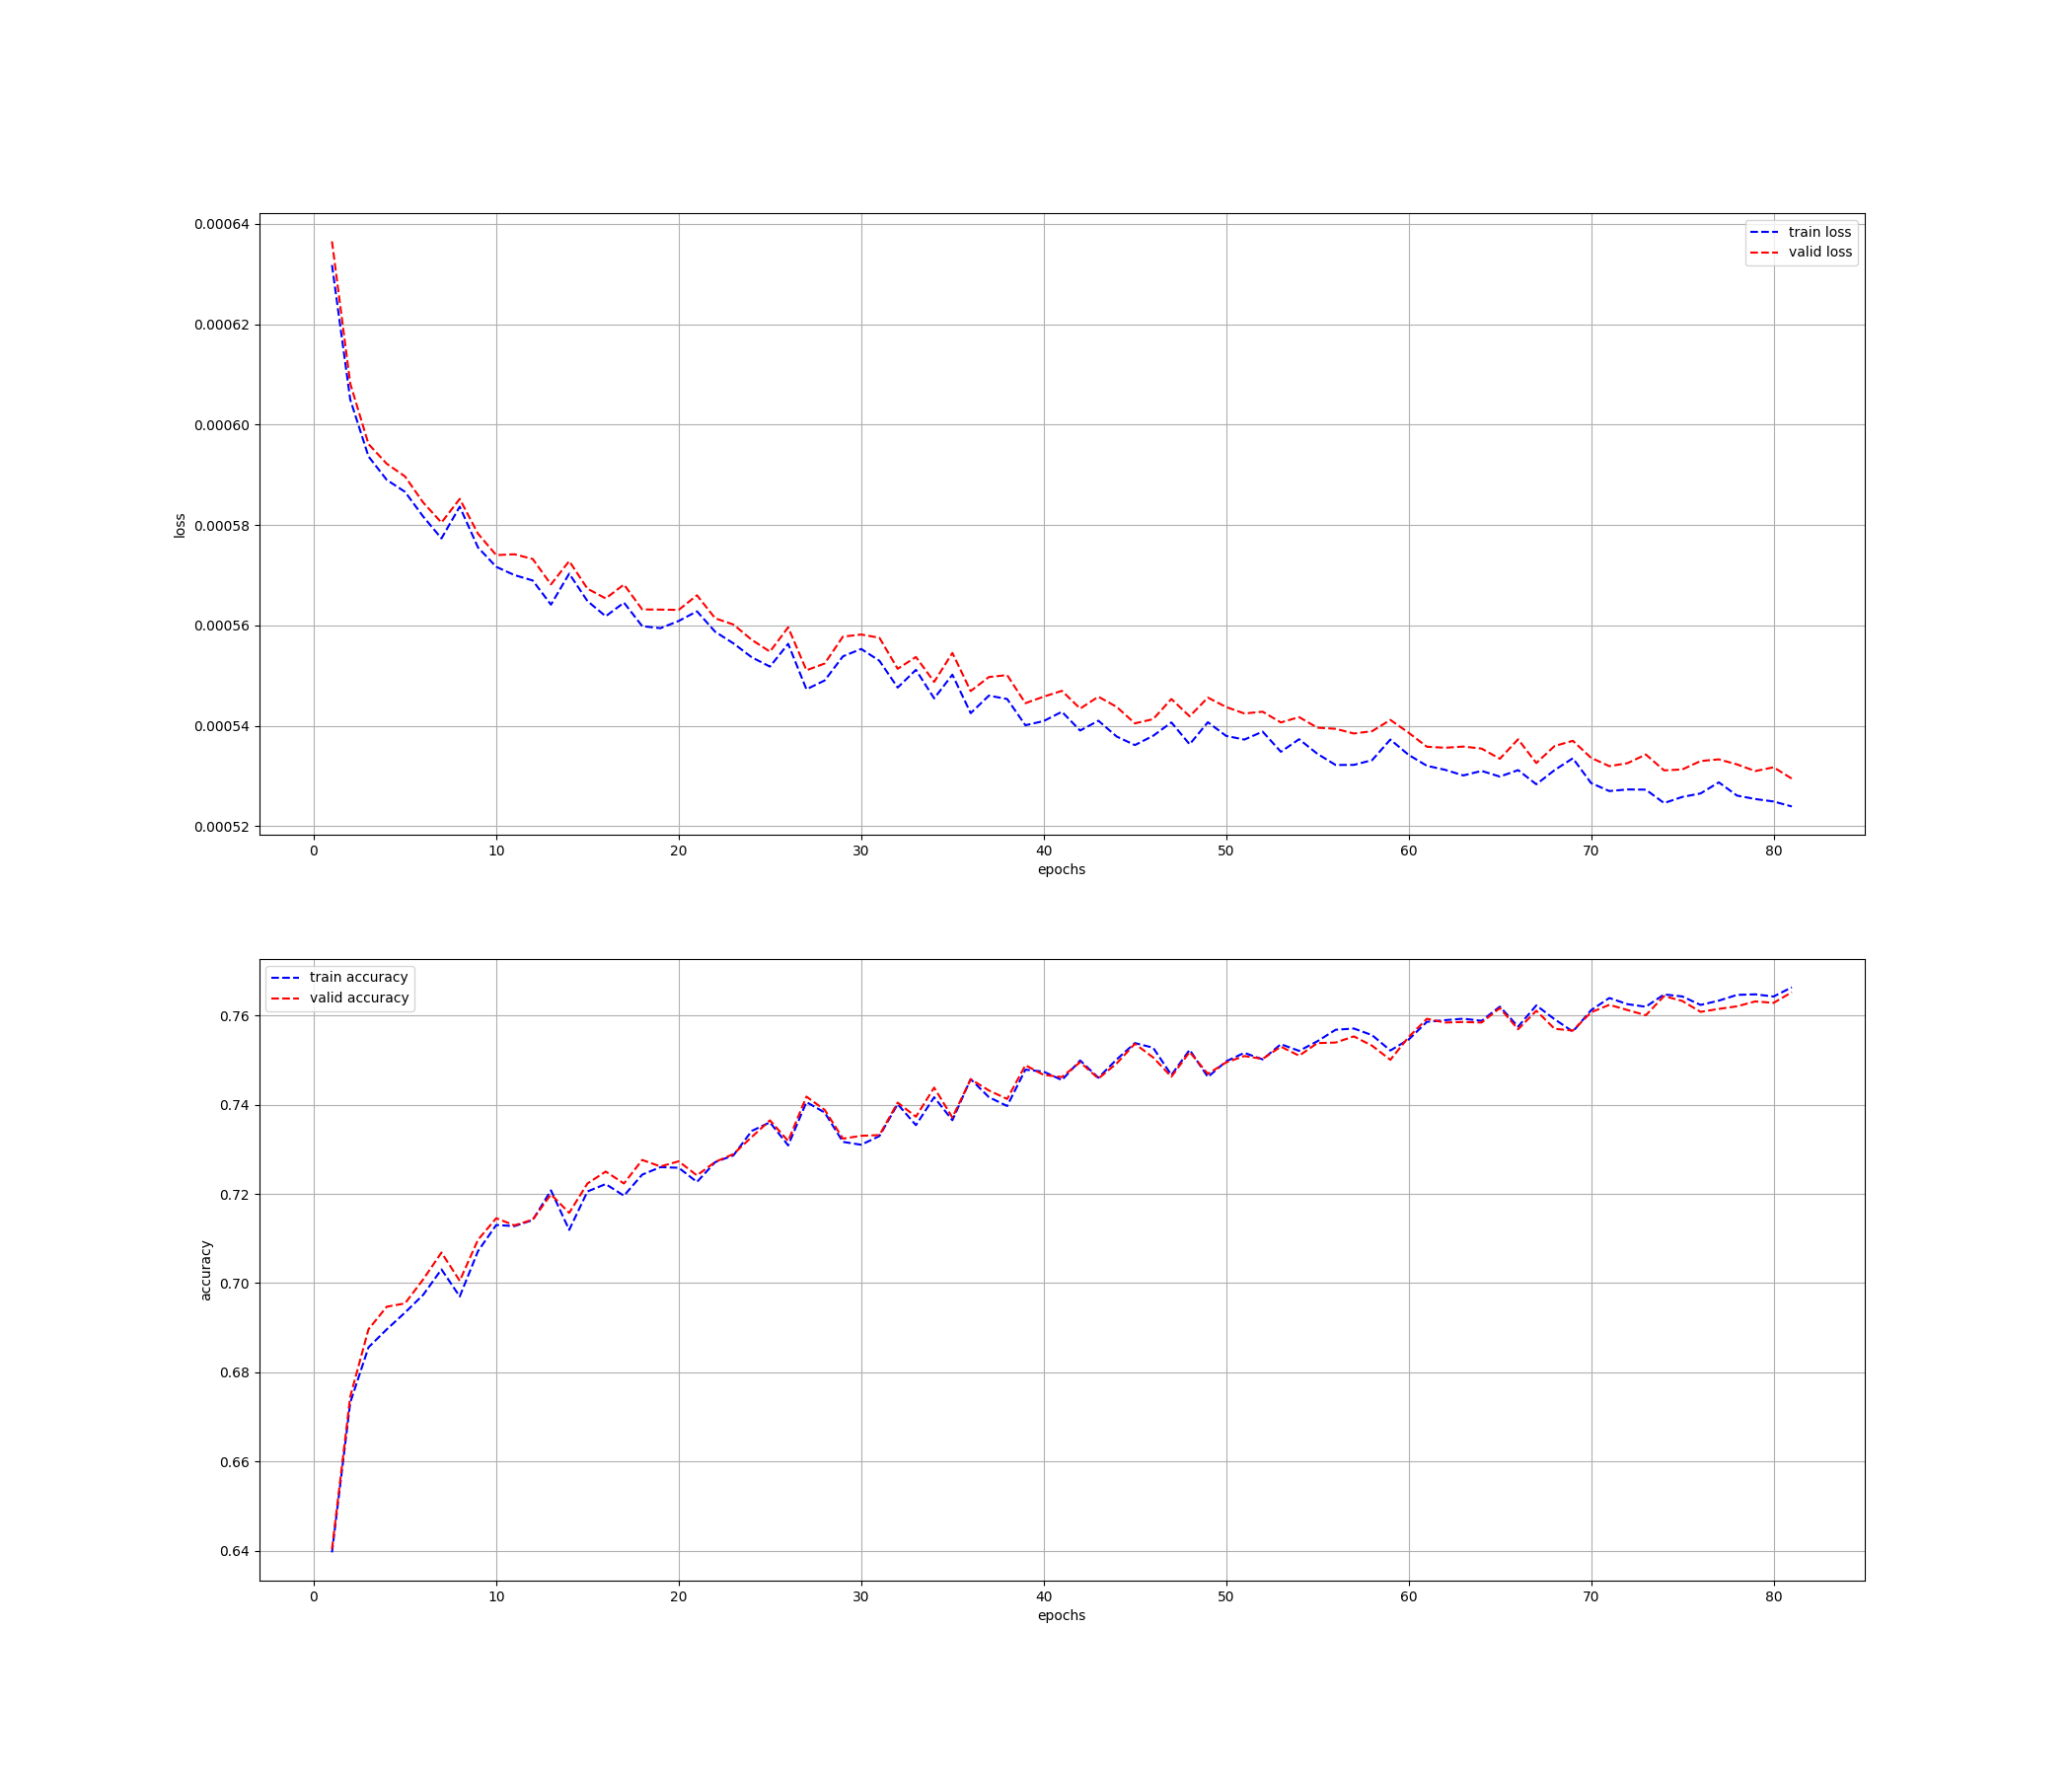 0.00064
0.00062
0.00060
0.00058
0.00056
0.00054
0.00052
loss
train loss
valid loss
0 10 20 30 40 50 60 70 80
epochs
train accuracy
valid accuracy
0.76
0.74
0.72
0.70
0.68
0.66
0.64
accuracy
0 10 20 30 40 50 60 70 80
epochs